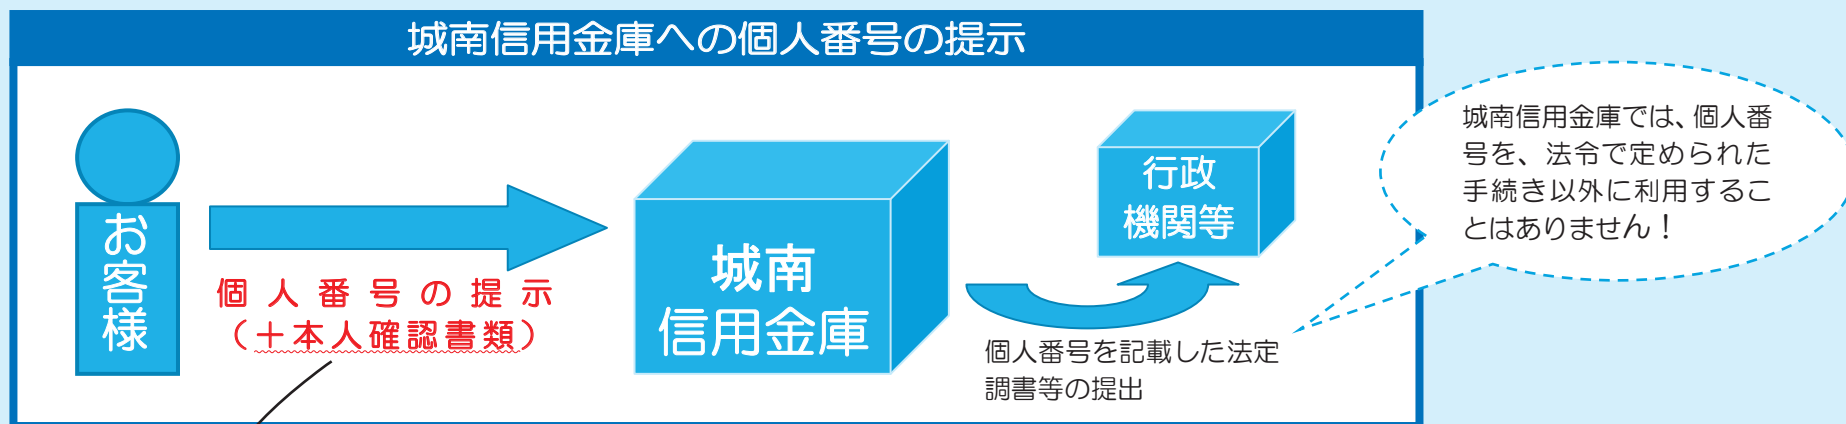 城南信用金庫への個人番号の提示
お客様
個人番号の提示
（＋本人確認書類）
城南
信用金庫
行政
機関等
個人番号を記載した法定
調書等の提出
城南信用金庫では、個人番
号を、法令で定められた
手続き以外に利用するこ
とはありません！